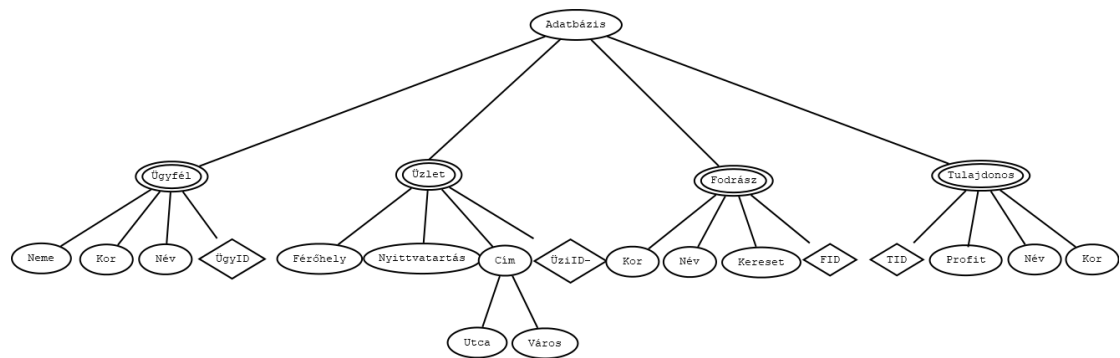 Adatbázis
Ügyfél
Üzlet
Fodrász
Tulajdonos
Neme
Kor
Név
ÜgyID
Férőhely
Nyittvatartás
Cím
ÜziID-
Kor
Név
Kereset
FID
TID
Profit
Név
Kor
Utca
Város